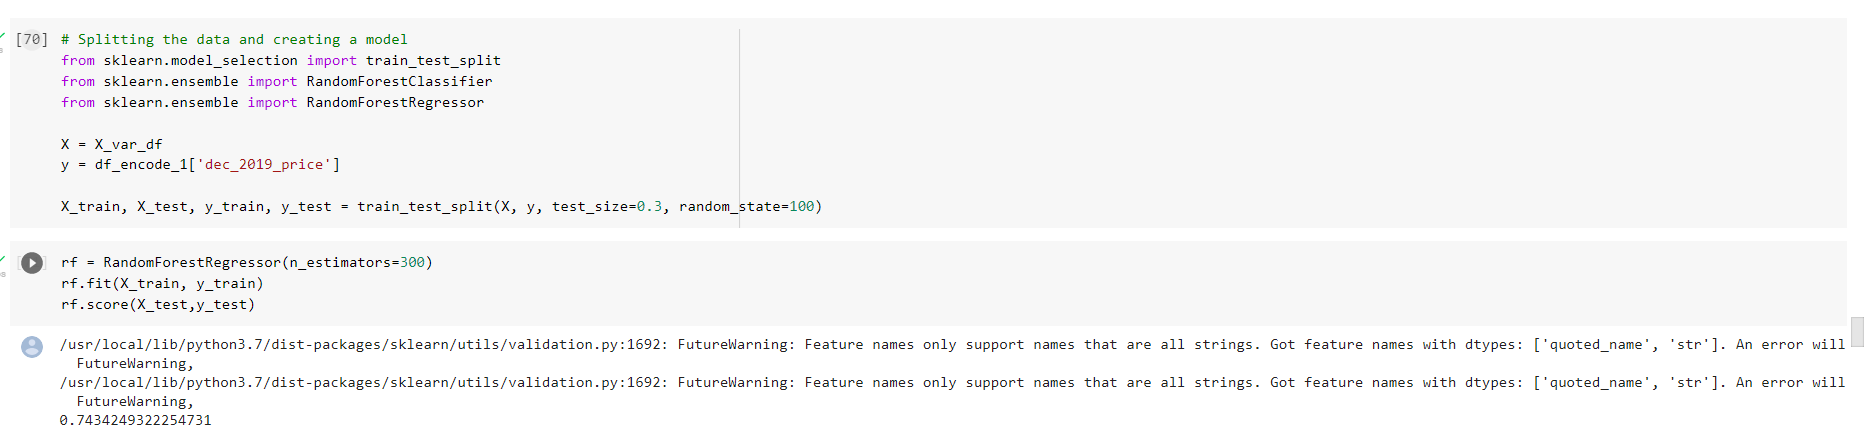 [70] # Splitting the data and creating a model
from sklearn.model_selection import train_test_split
from sklearn.ensemble import RandomForestClassifier
from sklearn.ensemble import RandomForestRegressor
X = X_var_df
y = df_encode_1['dec_2019_price']
X_train, X_test, y_train, y_test = train_test_split(X, y, test_size=0.3, random_state=100)
rf = RandomForestRegressor(n_estimators=300)
rf.fit(X_train, y_train)
rf.score(X_test,y_test)
/usr/local/lib/python3.7/dist-packages/sklearn/utils/validation.py:1692: FutureWarning: Feature names only support names that are all strings. Got feature names with dtypes: ['quoted_name', 'str']. An error will
FutureWarning,
/usr/local/lib/python3.7/dist-packages/sklearn/utils/validation.py:1692: FutureWarning: Feature names only support names that are all strings. Got feature names with dtypes: ['quoted_name', 'str']. An error will
FutureWarning,
0.7434249322254731